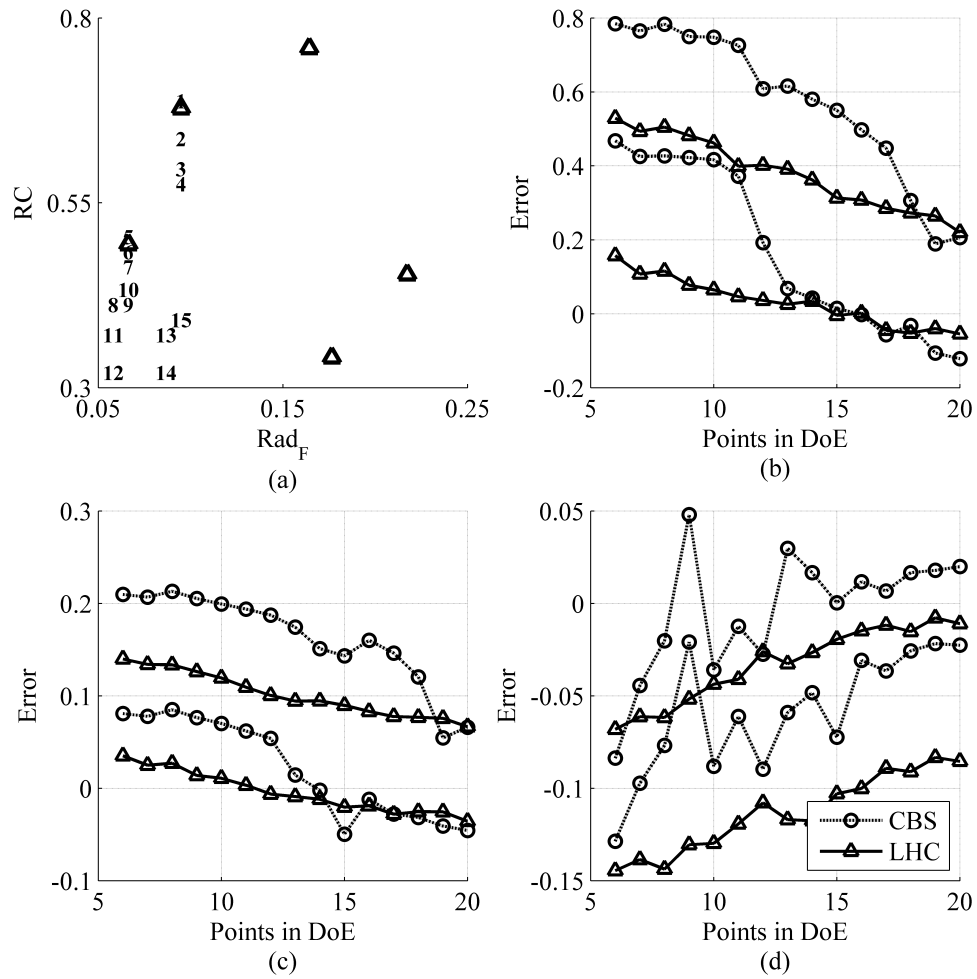 0.8
0.55
0.3
RC
1
2
3
4
5
6
7
10
8 9
15
11 13
12 14
0.05 0.15 0.25
Rad_F
(a)
0.8
0.6
0.4
0.2
0
-0.2
Error
5 10 15 20
Points in DoE
(b)
0.3
0.2
0.1
0
-0.1
Error
5 10 15 20
Points in DoE
(c)
0.05
0
-0.05
-0.1
-0.15
Error
CBS
LHC
5 10 15 20
Points in DoE
(d)